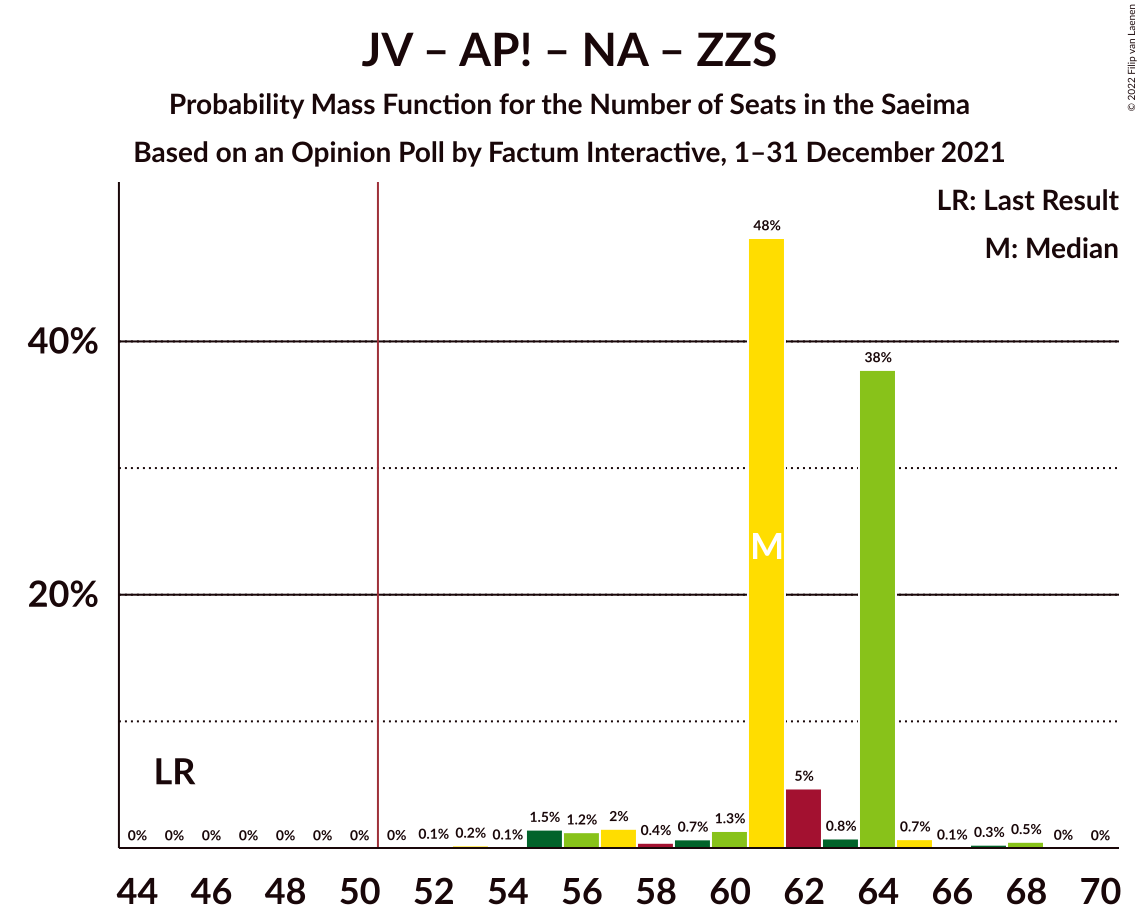 JV – AP! – NA – ZZS
Probability Mass Function for the Number of Seats in the Saeima
Based on an Opinion Poll by Factum Interactive, 1–31 December 2021
© 2022 Filip van Laenen
LR: Last Result
M: Median
40%
20%
48%
38%
M
5%
LR
0% 0% 0% 0% 0% 0% 0% 0% 0.1% 0.2% 0.1% 1.5% 1.2% 2% 0.4% 0.7% 1.3% 0.8% 0.7% 0.1% 0.3% 0.5% 0% 0%
44 46 48 50 52 54 56 58 60 62 64 66 68 70